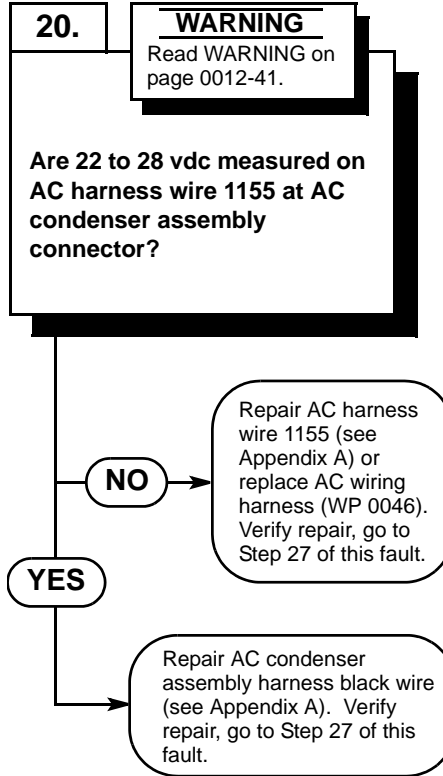 20.
WARNING
Read WARNING on
page 0012-41.
Are 22 to 28 vdc measured on
AC harness wire 1155 at AC
condenser assembly
connector?
NO
Repair AC harness
wire 1155 (see
Appendix A) or
replace AC wiring
harness (WP 0046).
Verify repair, go to
Step 27 of this fault.
YES
Repair AC condenser
assembly harness black wire
(see Appendix A).  Verify
repair, go to Step 27 of this
fault.